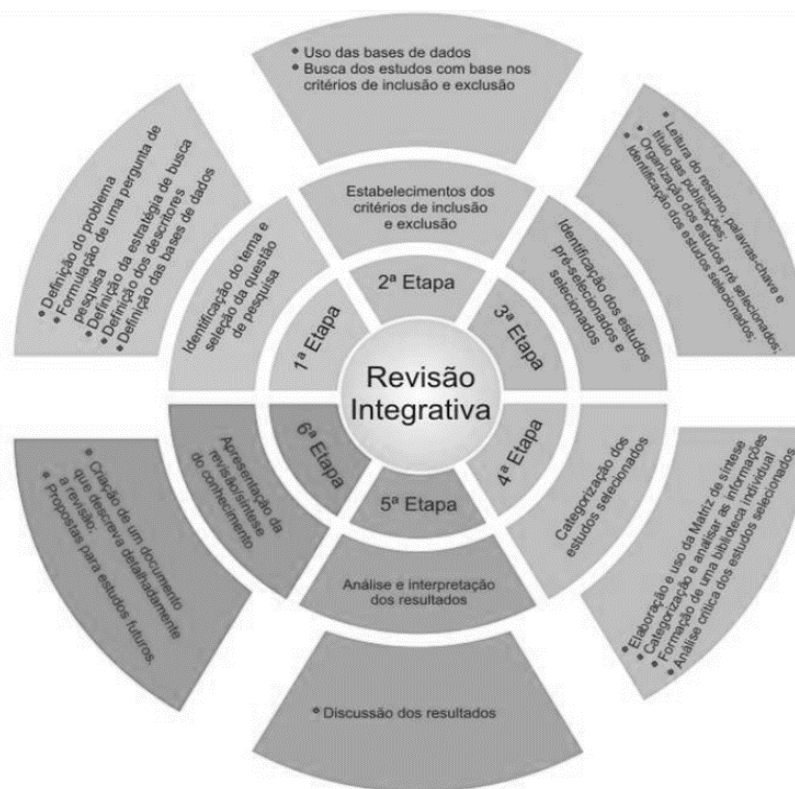 Revisão
Integrativa
1ª Etapa
Identificação do tema e
seleção da questão
de pesquisa
• Definição do problema
• Formulação de uma pergunta de
pesquisa
• Definição da estratégia de busca
• Definição dos descritores
• Definição das bases de dados
2ª Etapa
Estabelecimentos dos
critérios de inclusão
e exclusão
• Uso das bases de dados
• Busca dos estudos com base nos
critérios de inclusão e exclusão
3ª Etapa
Identificação dos estudos
pré-selecionados e
selecionados
• Leitura do resumo, palavras-chave e
título das publicações;
• Organização dos estudos pré selecionados;
• Identificação dos estudos selecionados;
4ª Etapa
Categorização dos
estudos selecionados
• Elaboração e uso da Matriz de síntese
• Categorização e analisar as informações
• Formação de uma biblioteca individual
• Análise crítica dos estudos selecionados
5ª Etapa
Análise e interpretação
dos resultados
• Discussão dos resultados
6ª Etapa
Apresentação da
revisão/síntese
do conhecimento
• Criação de um documento
que descreva detalhadamente
a revisão;
• Propostas para estudos futuros.